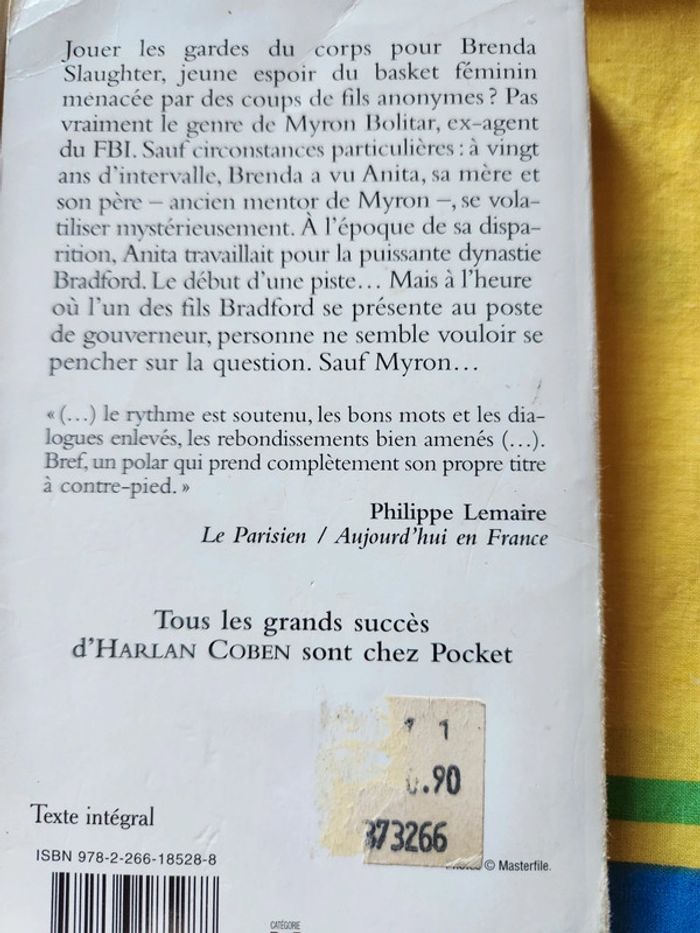 Jouer les gardes du corps pour Brenda
Slaughter, jeune espoir du basket féminin
menacée par des coups de fils anonymes ? Pas
vraiment le genre de Myron Bolitar, ex-agent
du FBI. Sauf circonstances particulières : à vingt
ans d'intervalle, Brenda a vu Anita, sa mère et
son père – ancien mentor de Myron –, se vola-
tiliser mystérieusement. À l'époque de sa dispa-
rition, Anita travaillait pour la puissante dynastie
Bradford. Le début d'une piste… Mais à l'heure
où l'un des fils Bradford se présente au poste
de gouverneur, personne ne semble vouloir se
pencher sur la question. Sauf Myron…
« (…) le rythme est soutenu, les bons mots et les dia-
logues enlevés, les rebondissements bien amenés (…).
Bref, un polar qui prend complètement son propre titre
à contre-pied. »
Philippe Lemaire
Le Parisien / Aujourd'hui en France
Tous les grands succès
d'HARLAN COBEN sont chez Pocket
1
.90
373266
Texte intégral
ISBN 978-2-266-18528-8
© Masterfile.
CATÉGORIE